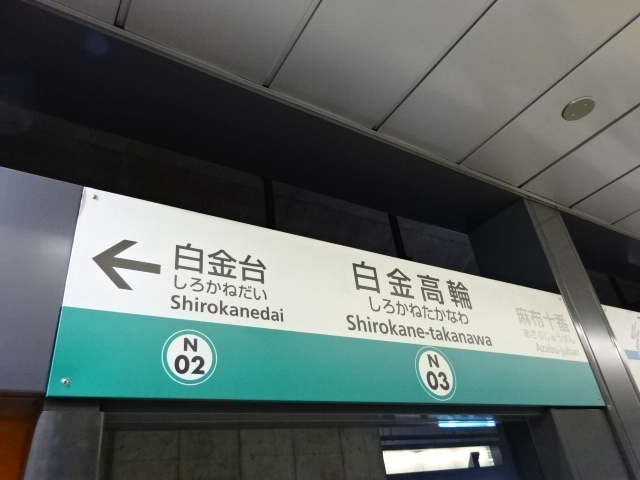 白金台
しろかねだい
Shirokanedai
N
02
白金高輪
しろかねたかなわ
Shirokane-takanawa
N
03
麻布十番
あざぶじゅうばん
Azabu-juban